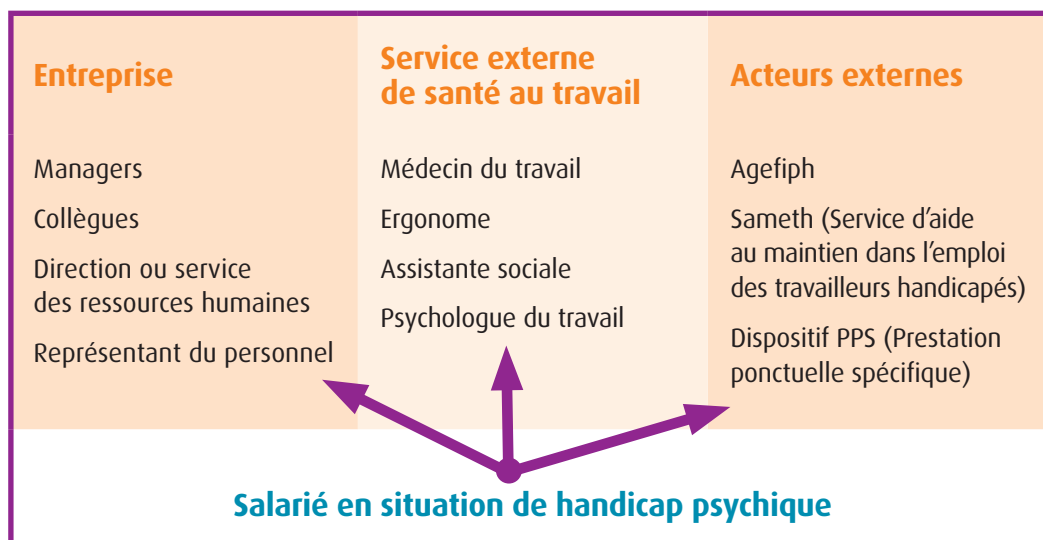 Entreprise
Managers
Collègues
Direction ou service
des ressources humaines
Représentant du personnel
Service externe
de santé au travail
Médecin du travail
Ergonome
Assistante sociale
Psychologue du travail
Acteurs externes
Agefiph
Sameth (Service d’aide
au maintien dans l’emploi
des travailleurs handicapés)
Dispositif PPS (Prestation
ponctuelle spécifique)
Salarié en situation de handicap psychique